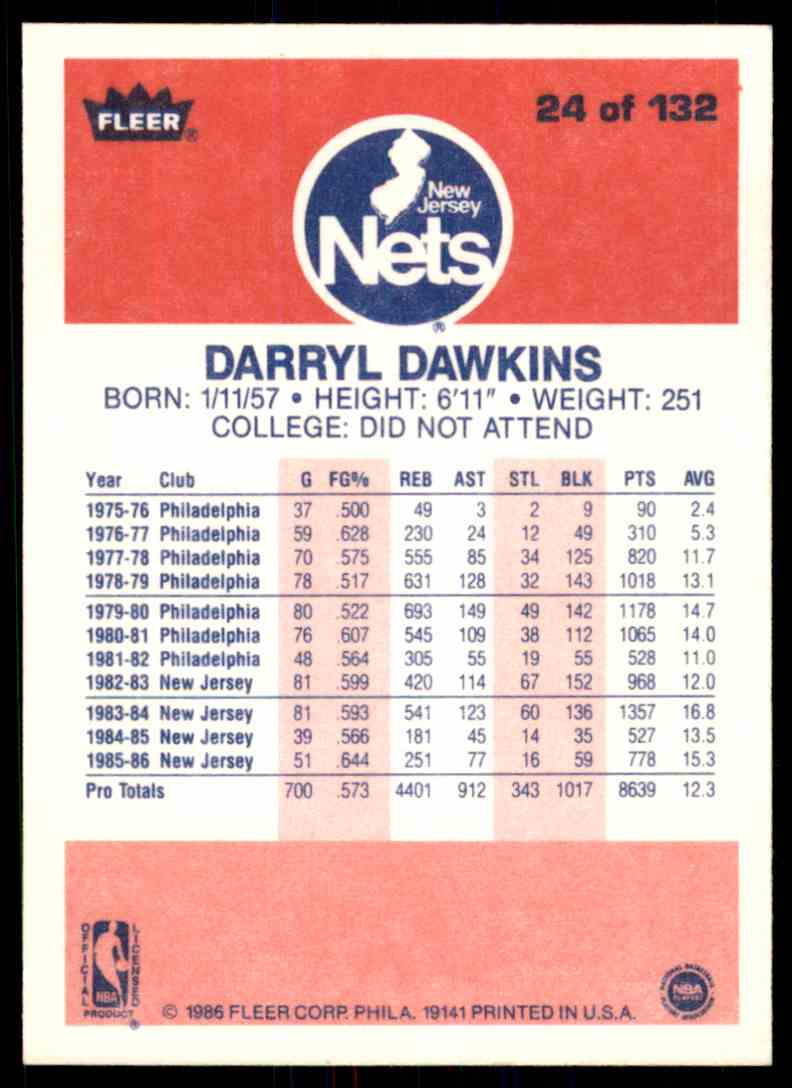 FLEER®
24 of 132
New
Jersey
Nets
®
DARRYL DAWKINS
BORN: 1/11/57 • HEIGHT: 6'11" • WEIGHT: 251
COLLEGE: DID NOT ATTEND
Year Club G FG% REB AST STL BLK PTS AVG
1975-76 Philadelphia 37 .500 49 3 2 9 90 2.4
1976-77 Philadelphia 59 .628 230 24 12 49 310 5.3
1977-78 Philadelphia 70 .575 555 85 34 125 820 11.7
1978-79 Philadelphia 78 .517 631 128 32 143 1018 13.1
1979-80 Philadelphia 80 .522 693 149 49 142 1178 14.7
1980-81 Philadelphia 76 .607 545 109 38 112 1065 14.0
1981-82 Philadelphia 48 .564 305 55 19 55 528 11.0
1982-83 New Jersey 81 .599 420 114 67 152 968 12.0
1983-84 New Jersey 81 .593 541 123 60 136 1357 16.8
1984-85 New Jersey 39 .566 181 45 14 35 527 13.5
1985-86 New Jersey 51 .644 251 77 16 59 778 15.3
Pro Totals 700 .573 4401 912 343 1017 8639 12.3
OFFICIAL
LICENSED
NBA
PRODUCT®
© 1986 FLEER CORP. PHILA. 19141 PRINTED IN U.S.A.
NATIONAL BASKETBALL
NBA
PLAYERS
ASSOCIATION